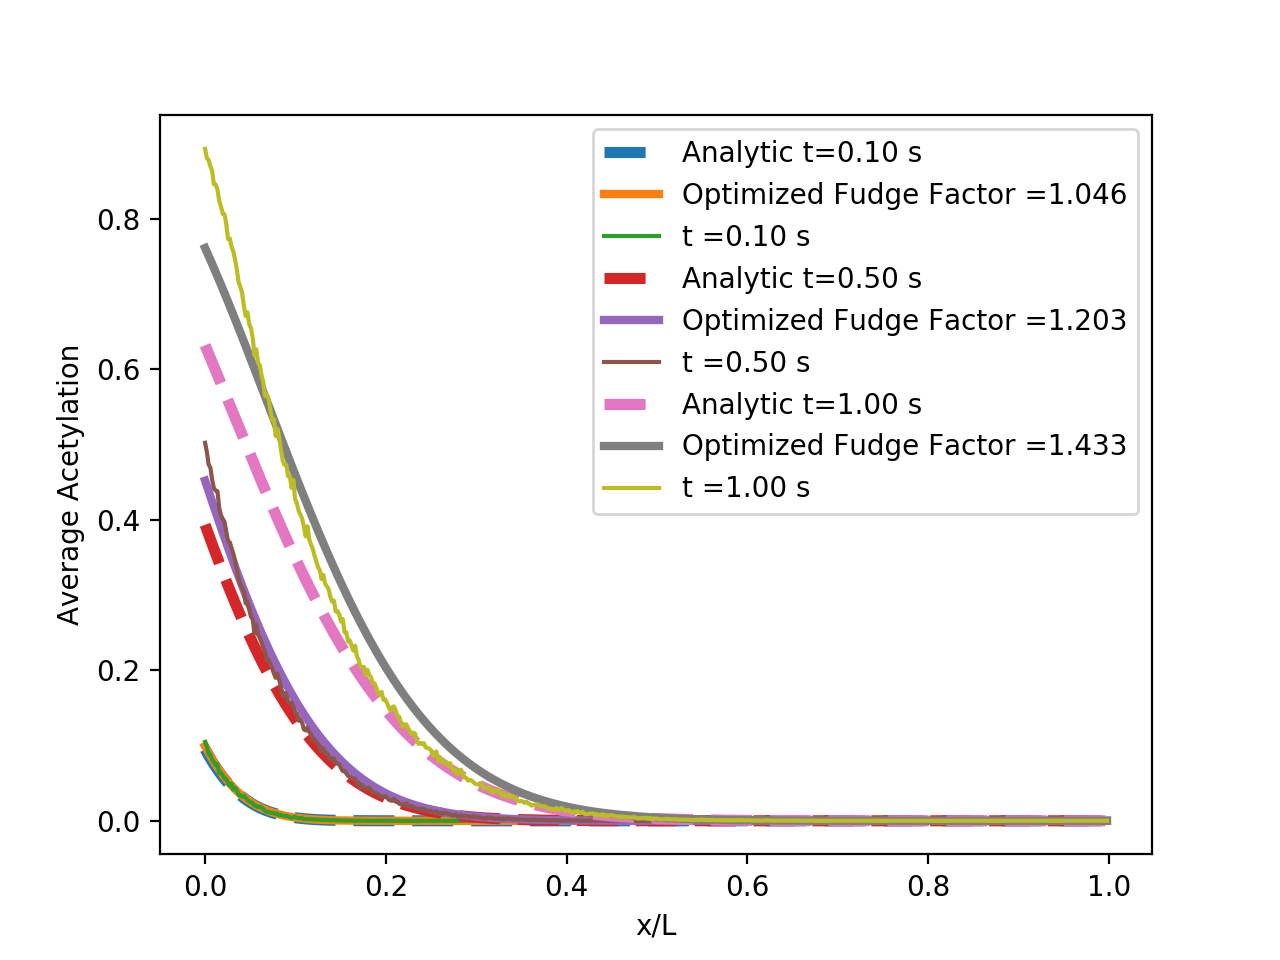 Analytic t=0.10 s
Optimized Fudge Factor =1.046
t =0.10 s
Analytic t=0.50 s
Optimized Fudge Factor =1.203
t =0.50 s
Analytic t=1.00 s
Optimized Fudge Factor =1.433
t =1.00 s
0.8
0.6
0.4
0.2
0.0
Average Acetylation
0.0 0.2 0.4 0.6 0.8 1.0
x/L